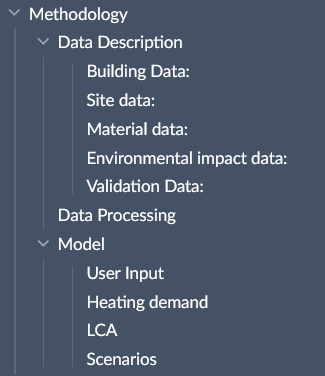 Methodology
Data Description
Building Data:
Site data:
Material data:
Environmental impact data:
Validation Data:
Data Processing
Model
User Input
Heating demand
LCA
Scenarios